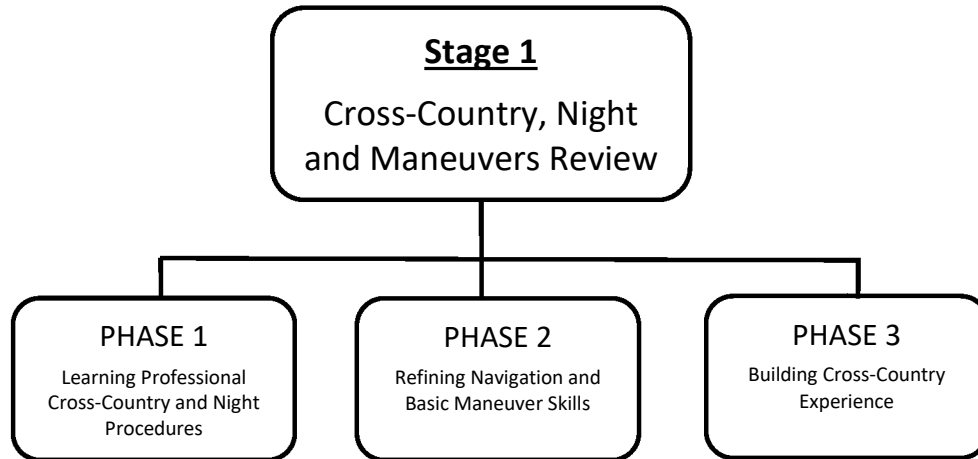 Stage 1
Cross-Country, Night
and Maneuvers Review
PHASE 1
Learning Professional
Cross-Country and Night
Procedures
PHASE 2
Refining Navigation and
Basic Maneuver Skills
PHASE 3
Building Cross-Country
Experience